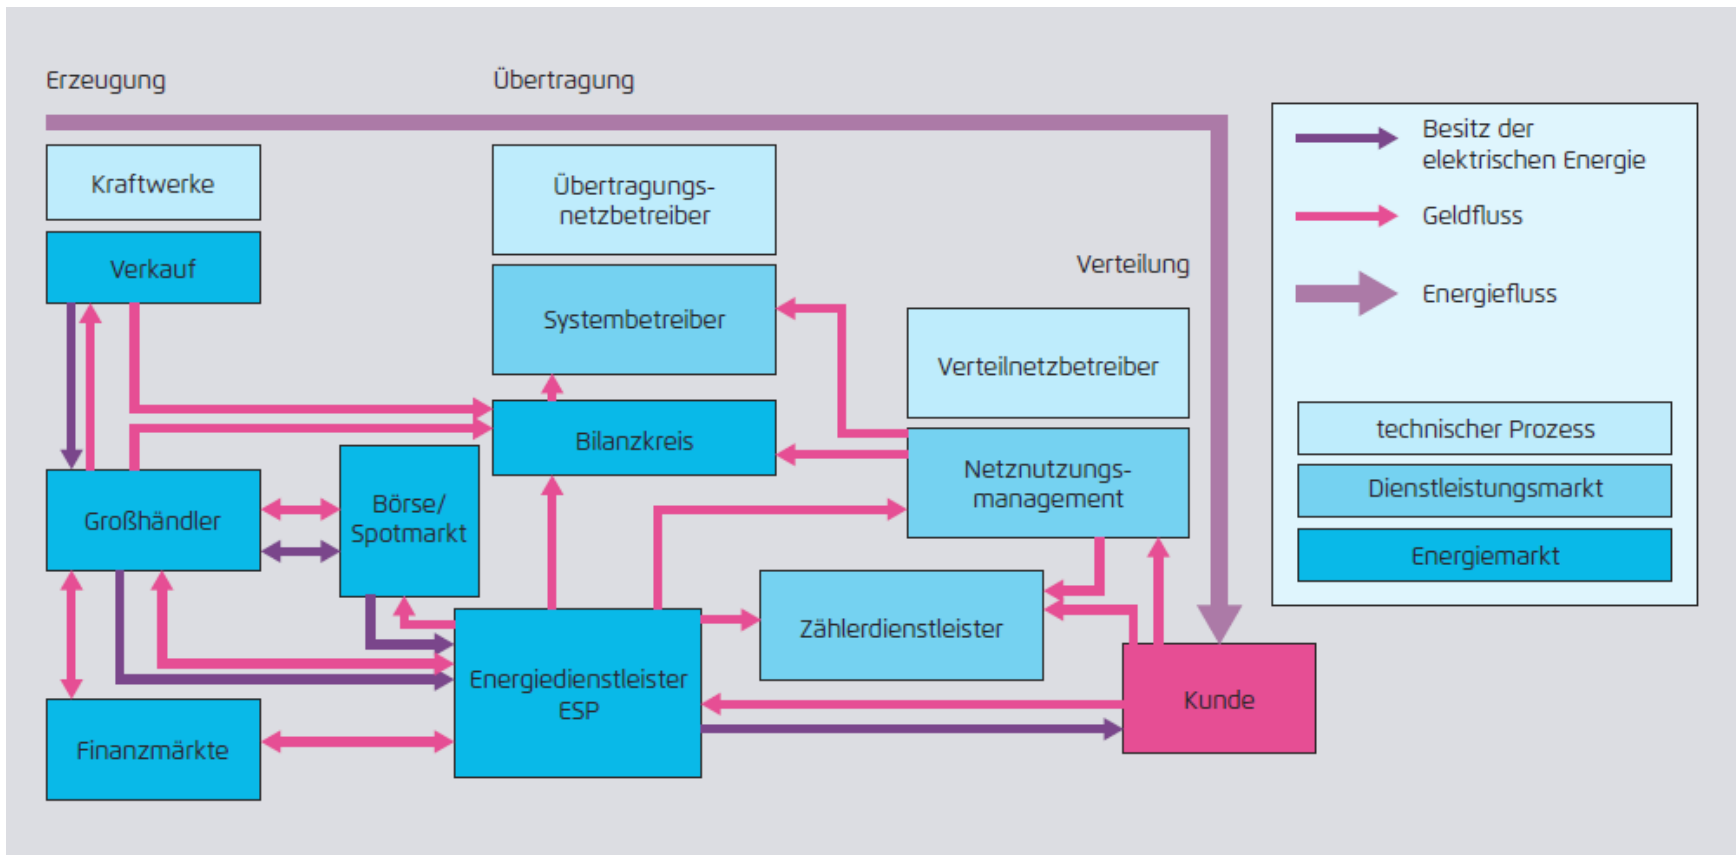 Erzeugung
Übertragung
Kraftwerke
Verkauf
Übertragungs-
netzbetreiber
Systembetreiber
Verteilung
Verteilnetzbetreiber
Bilanzkreis
Netznutzungs-
management
Großhändler
Börse/
Spotmarkt
Zählerdienstleister
Energiedienstleister
ESP
Finanzmärkte
Kunde
Besitz der
elektrischen Energie
Geldfluss
Energiefluss
technischer Prozess
Dienstleistungsmarkt
Energiemarkt